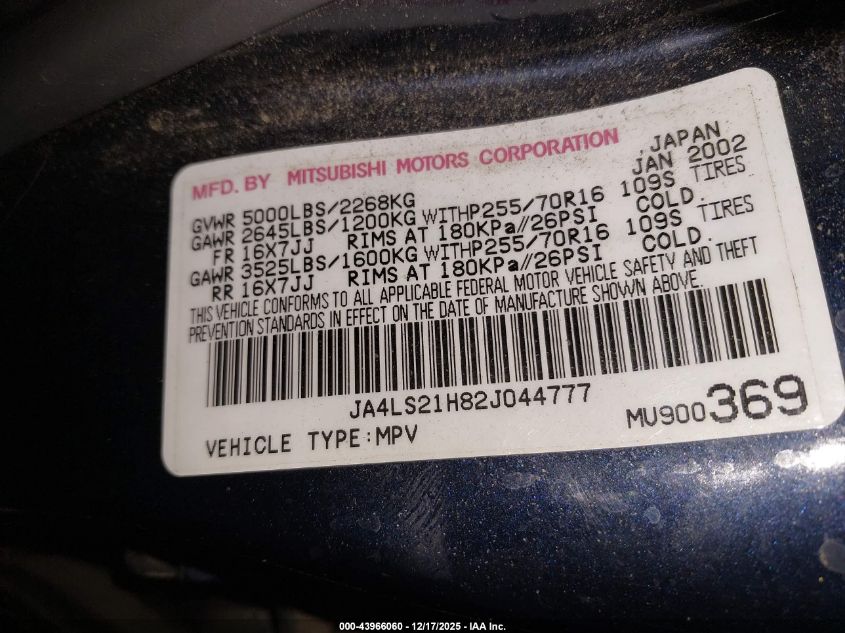 MFD. BY MITSUBISHI MOTORS CORPORATION, JAPAN
JAN 2002
GVWR 5000LBS/2268KG
GAWR 2645LBS/1200KG WITHP255/70R16 109S TIRES
FR 16X7JJ RIMS AT 180KPa//26PSI COLD.
GAWR 3525LBS/1600KG WITHP255/70R16 109S TIRES
RR 16X7JJ RIMS AT 180KPa//26PSI COLD.
THIS VEHICLE CONFORMS TO ALL APPLICABLE FEDERAL MOTOR VEHICLE SAFETY AND THEFT
PREVENTION STANDARDS IN EFFECT ON THE DATE OF MANUFACTURE SHOWN ABOVE.
JA4LS21H82J044777
VEHICLE TYPE:MPV
MU900369
000-43966060 - 12/17/2025 - IAA Inc.